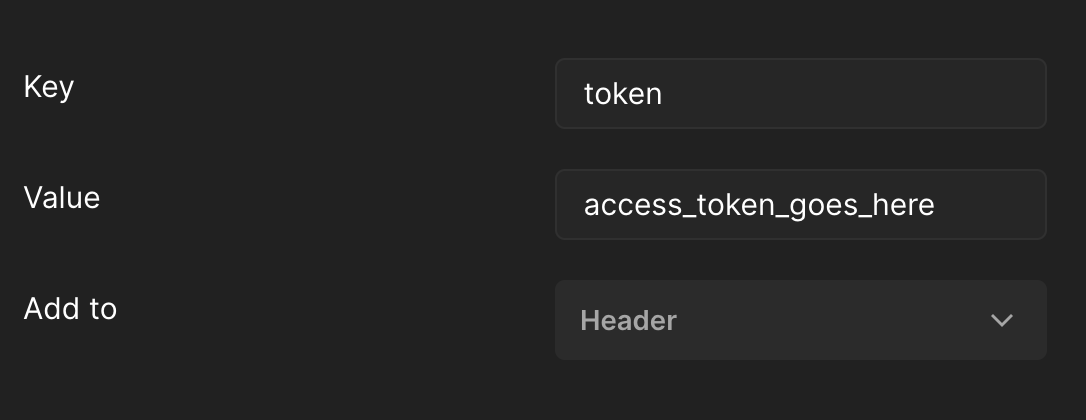 Key
token
Value
access_token_goes_here
Add to
Header